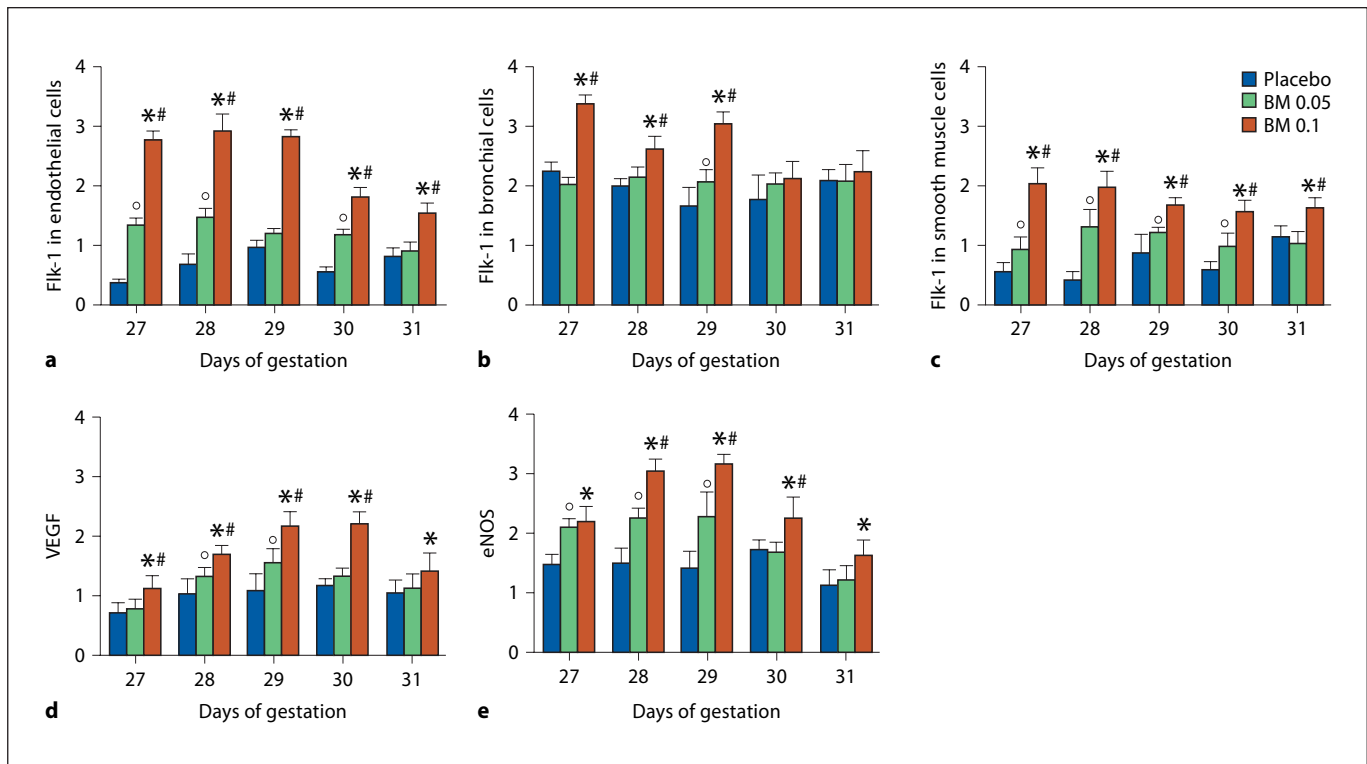 Flk-1 in endothelial cells
4
3
2
1
0
*# *# *# *# *#
○ ○ ○
27 28 29 30 31
Days of gestation
a
Flk-1 in bronchial cells
4
3
2
1
0
*# *# *#
○
27 28 29 30 31
Days of gestation
b
Flk-1 in smooth muscle cells
4
3
2
1
0
*# *# *# *# *#
○ ○ ○ ○
27 28 29 30 31
Days of gestation
c
Placebo
BM 0.05
BM 0.1
VEGF
4
3
2
1
0
*# *# *# *# *
○ ○
27 28 29 30 31
Days of gestation
d
eNOS
4
3
2
1
0
* *# *# *# *
○ ○ ○
27 28 29 30 31
Days of gestation
e